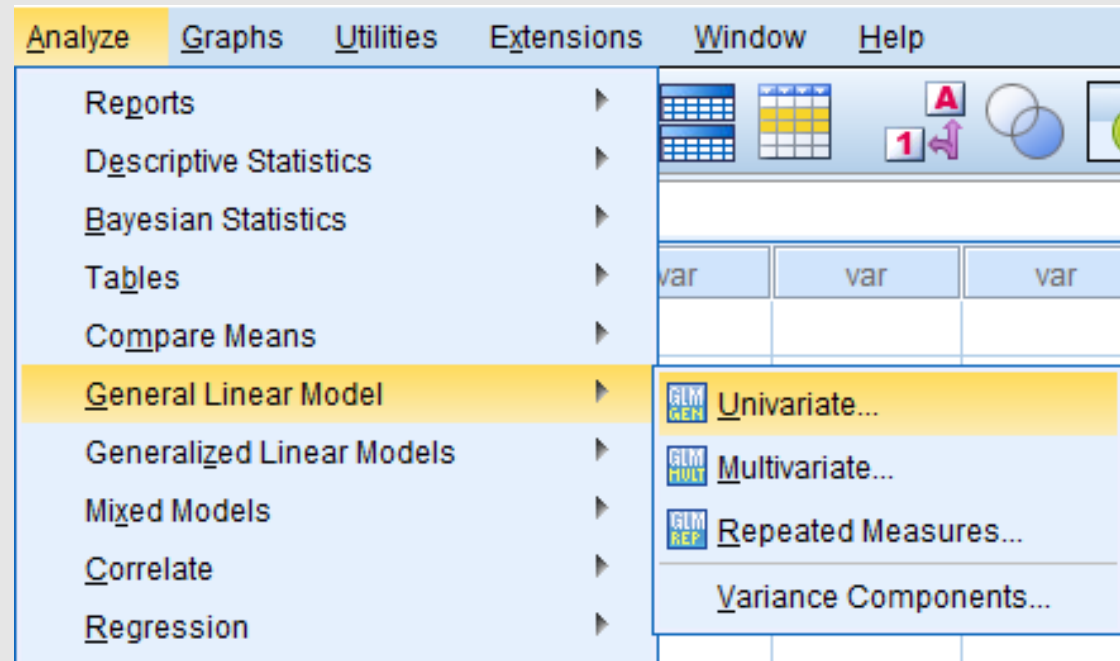 Analyze Graphs Utilities Extensions Window Help
Reports
Descriptive Statistics
Bayesian Statistics
Tables
Compare Means
General Linear Model
Generalized Linear Models
Mixed Models
Correlate
Regression
A
1
var var var
GLM GEN Univariate...
GLM MULT Multivariate...
GLM REP Repeated Measures...
Variance Components...